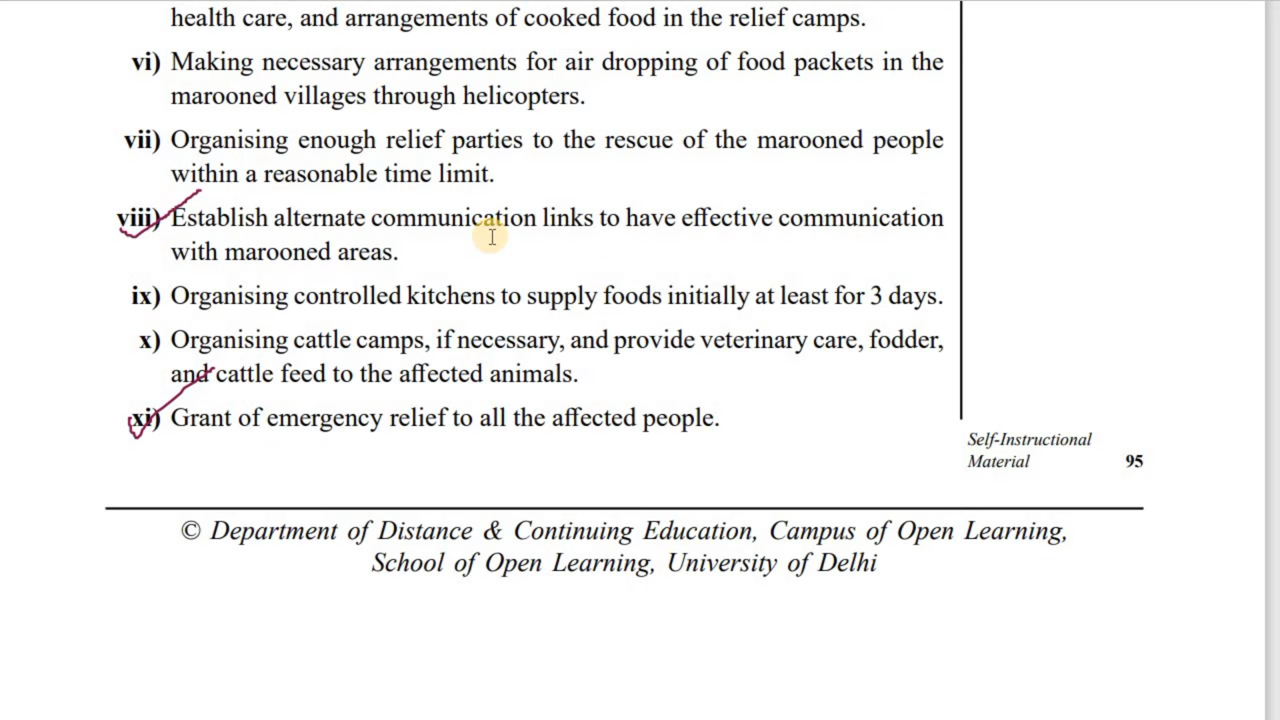 health care, and arrangements of cooked food in the relief camps.
vi) Making necessary arrangements for air dropping of food packets in the
marooned villages through helicopters.
vii) Organising enough relief parties to the rescue of the marooned people
within a reasonable time limit.
viii) Establish alternate communication links to have effective communication
with marooned areas.
ix) Organising controlled kitchens to supply foods initially at least for 3 days.
x) Organising cattle camps, if necessary, and provide veterinary care, fodder,
and cattle feed to the affected animals.
xi) Grant of emergency relief to all the affected people.
Self-Instructional
Material 95
© Department of Distance & Continuing Education, Campus of Open Learning,
School of Open Learning, University of Delhi